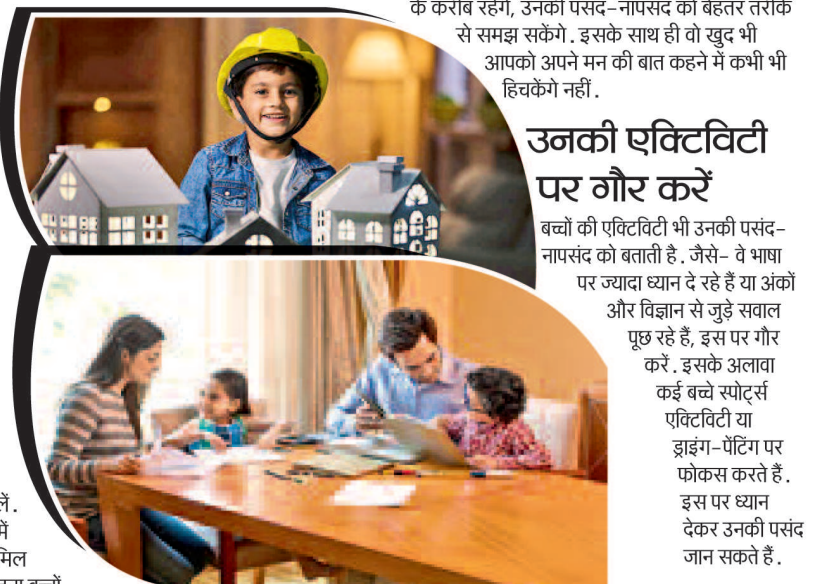 के करीब रहेंगे, उनकी पसंद-नापसंद को बेहतर तरीके
से समझ सकेंगे. इसके साथ ही वो खुद भी
आपको अपने मन की बात कहने में कभी भी
हिचकेंगे नहीं.
उनकी एक्टिविटी
पर गौर करें
बच्चों की एक्टिविटी भी उनकी पसंद-
नापसंद को बताती है. जैसे- वे भाषा
पर ज्यादा ध्यान दे रहे हैं या अंकों
और विज्ञान से जुड़े सवाल
पूछ रहे हैं, इस पर गौर
करें. इसके अलावा
कई बच्चे स्पोर्ट्स
एक्टिविटी या
ड्राइंग-पेंटिंग पर
फोकस करते हैं.
इस पर ध्यान
देकर उनकी पसंद
जान सकते हैं.
लें.
में
मिल
बच्चों